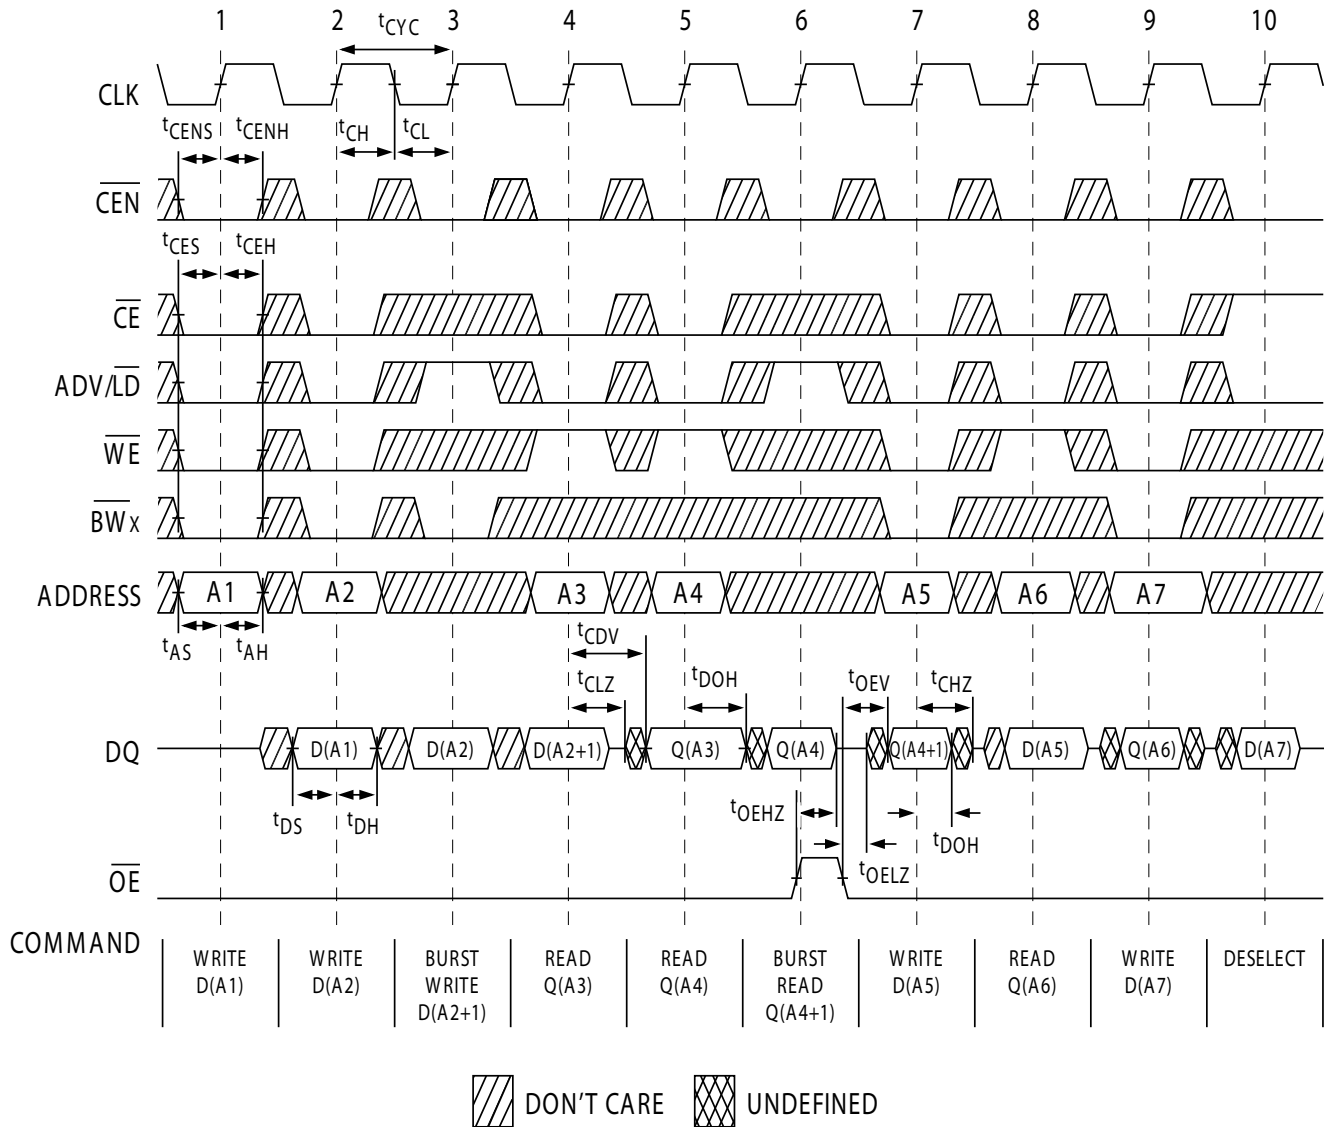 1 2 tCYC 3 4 5 6 7 8 9 10
CLK
tCENS tCENH tCH tCL
CEN
tCES tCEH
CE
ADV/LD
WE
BWx
ADDRESS A1 A2 A3 A4 A5 A6 A7
tAS tAH tCDV
tCLZ tDOH tOEV tCHZ
DQ D(A1) D(A2) D(A2+1) Q(A3) Q(A4) Q(A4+1) D(A5) Q(A6) D(A7)
tDS tDH tOEHZ tDOH
tOELZ
OE
COMMAND
WRITE WRITE BURST READ READ BURST WRITE READ WRITE DESELECT
D(A1) D(A2) WRITE Q(A3) Q(A4) READ D(A5) Q(A6) D(A7)
D(A2+1) Q(A4+1)
DON'T CARE UNDEFINED